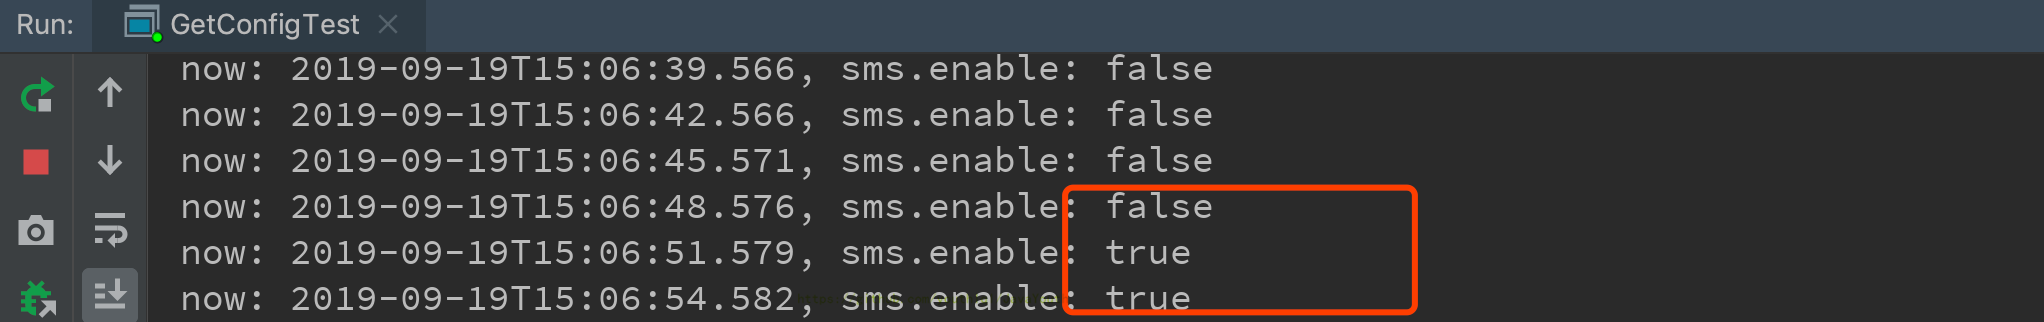 Run: GetConfigTest
now: 2019-09-19T15:06:39.566, sms.enable: false
now: 2019-09-19T15:06:42.566, sms.enable: false
now: 2019-09-19T15:06:45.571, sms.enable: false
now: 2019-09-19T15:06:48.576, sms.enable: false
now: 2019-09-19T15:06:51.579, sms.enable: true
now: 2019-09-19T15:06:54.582, sms.enable: true